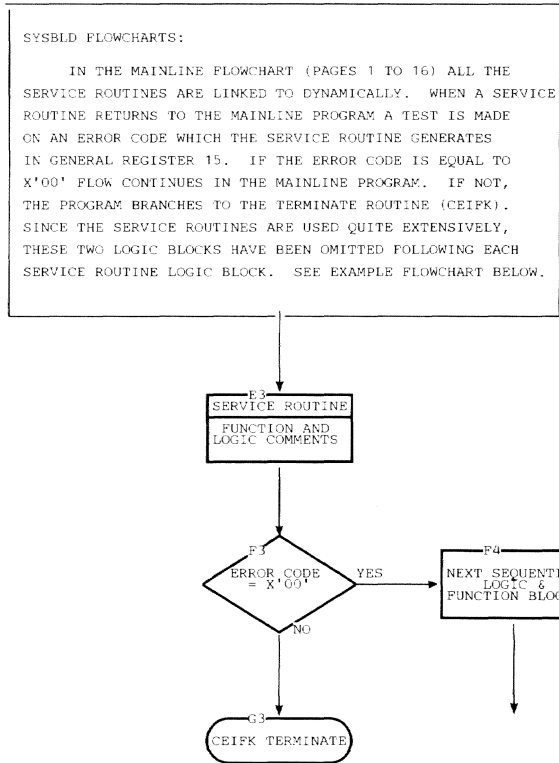 SYSBLD FLOWCHARTS:
IN THE MAINLINE FLOWCHART (PAGES 1 TO 16) ALL THE
SERVICE ROUTINES ARE LINKED TO DYNAMICALLY. WHEN A SERVICE
ROUTINE RETURNS TO THE MAINLINE PROGRAM A TEST IS MADE
ON AN ERROR CODE WHICH THE SERVICE ROUTINE GENERATES
IN GENERAL REGISTER 15. IF THE ERROR CODE IS EQUAL TO
X'00' FLOW CONTINUES IN THE MAINLINE PROGRAM. IF NOT,
THE PROGRAM BRANCHES TO THE TERMINATE ROUTINE (CEIFK).
SINCE THE SERVICE ROUTINES ARE USED QUITE EXTENSIVELY,
THESE TWO LOGIC BLOCKS HAVE BEEN OMITTED FOLLOWING EACH
SERVICE ROUTINE LOGIC BLOCK. SEE EXAMPLE FLOWCHART BELOW.
E3
SERVICE ROUTINE
FUNCTION AND
LOGIC COMMENTS
F3
ERROR CODE
= X'00'
YES
NO
F4
NEXT SEQUENTI
LOGIC &
FUNCTION BLOC
G3
CEIFK TERMINATE